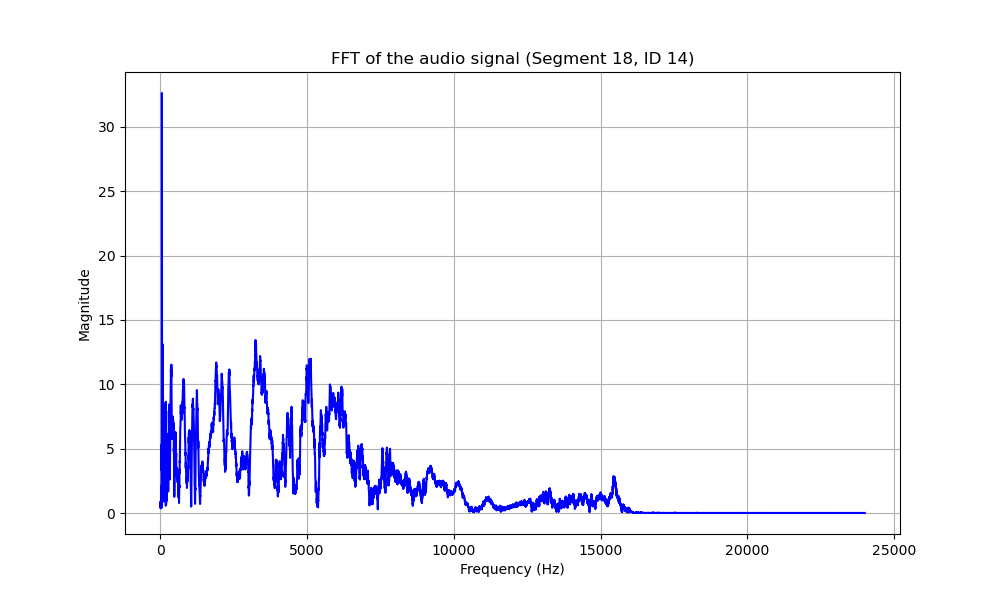 FFT of the audio signal (Segment 18, ID 14)
Magnitude
30
25
20
15
10
5
0
0 5000 10000 15000 20000 25000
Frequency (Hz)